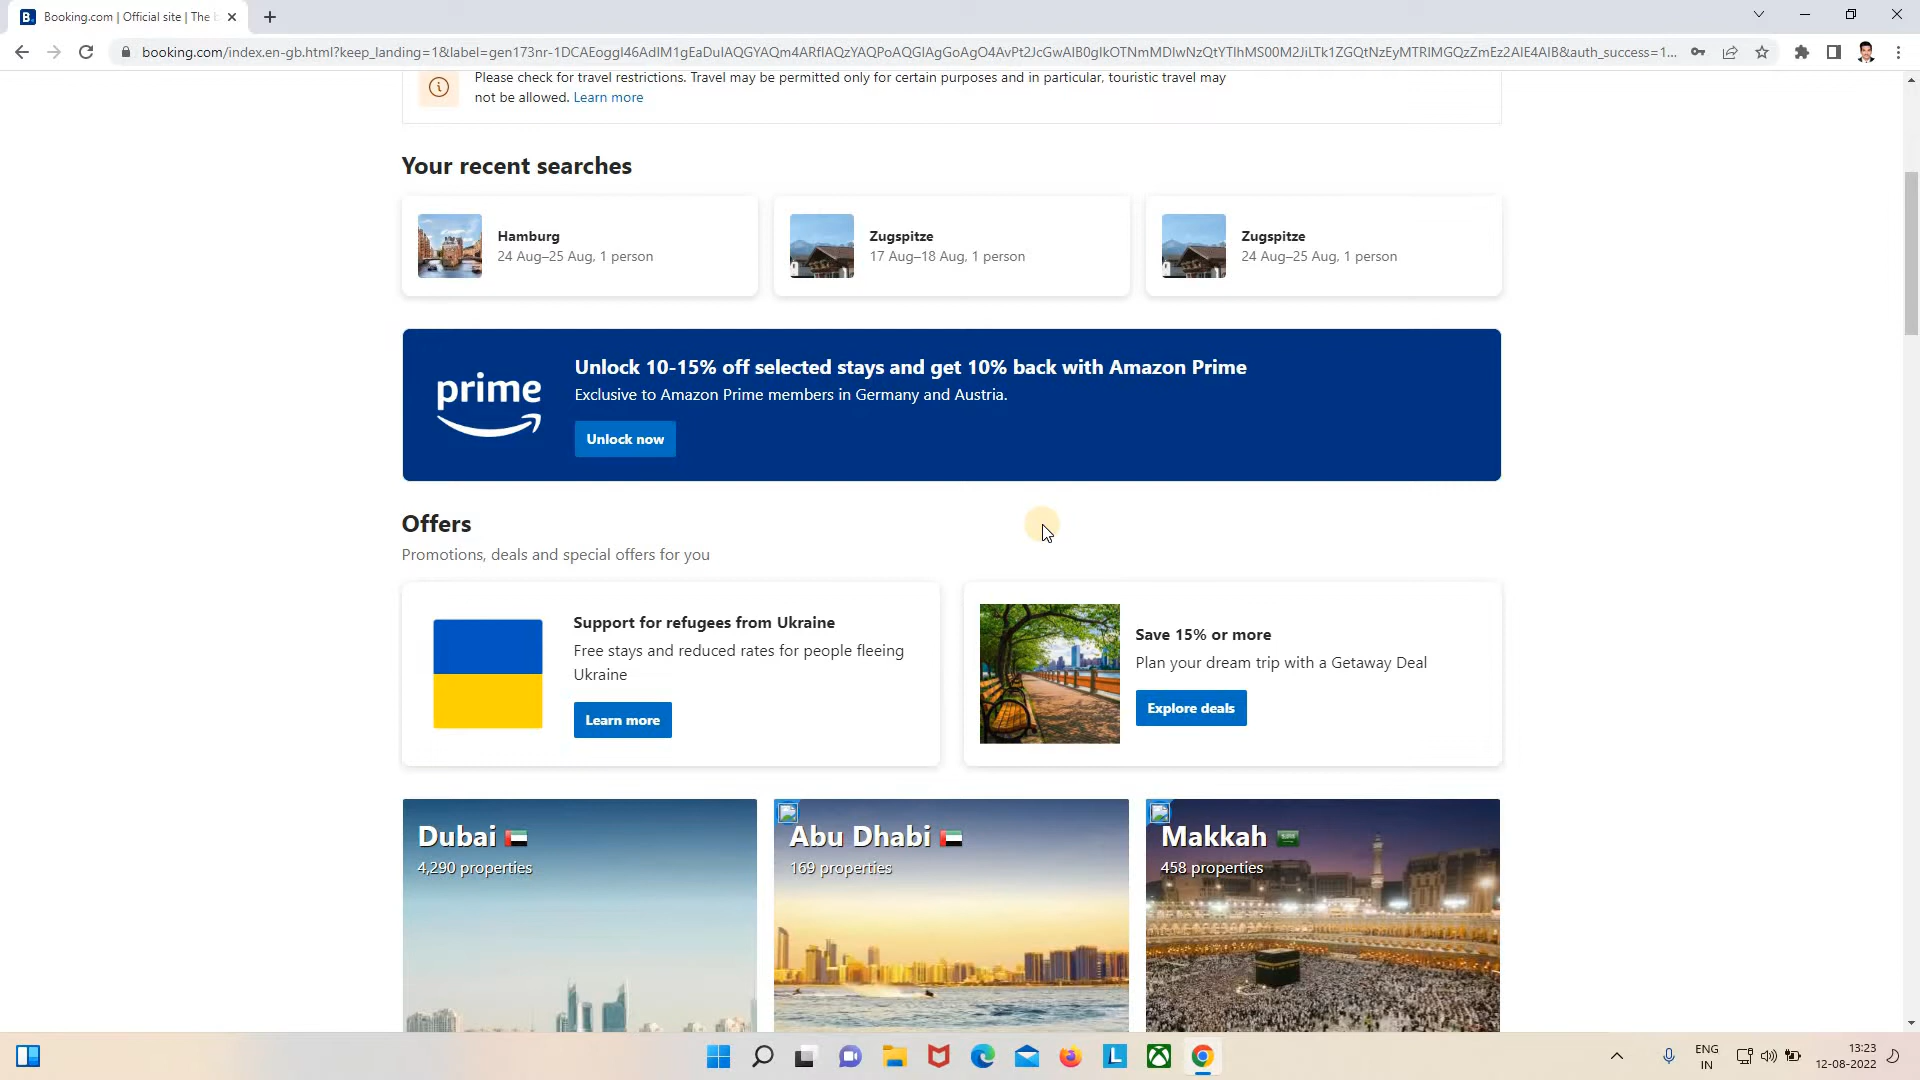 Booking.com | Official site | The b
booking.com/index.en-gb.html?keep_landing=1&label=
Please check for travel restrictions. Travel may be permitted only for certain purposes and in particular, touristic travel may
not be allowed. Learn more
Your recent searches
Hamburg
24 Aug–25 Aug, 1 person
Zugspitze
17 Aug–18 Aug, 1 person
Zugspitze
24 Aug–25 Aug, 1 person
prime
Unlock 10-15% off selected stays and get 10% back with Amazon Prime
Exclusive to Amazon Prime members in Germany and Austria.
Unlock now
Offers
Promotions, deals and special offers for you
Support for refugees from Ukraine
Free stays and reduced rates for people fleeing
Ukraine
Learn more
Save 15% or more
Plan your dream trip with a Getaway Deal
Explore deals
Dubai
4,290 properties
Abu Dhabi
169 properties
Makkah
458 properties
ENG
IN
13:23
12-08-2022